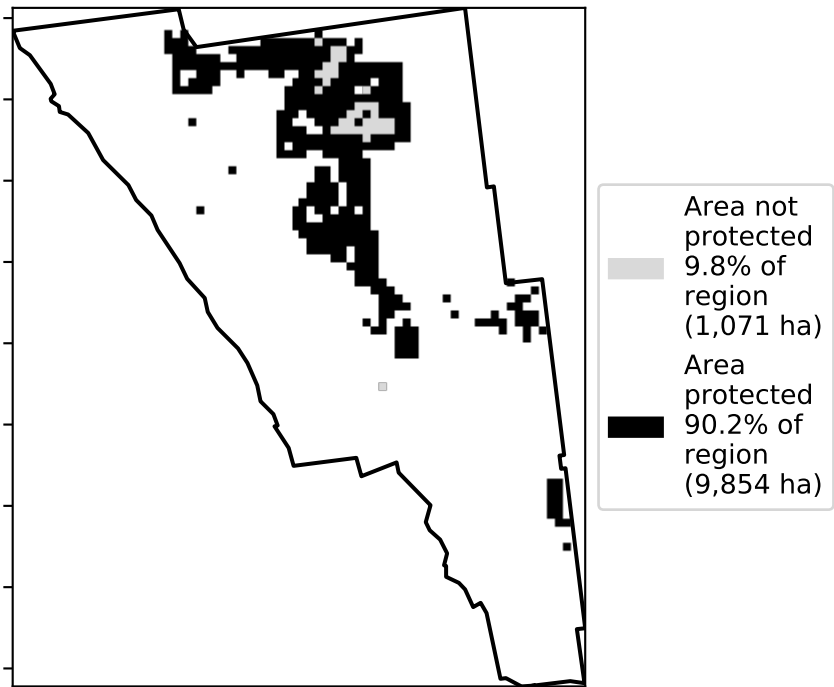 Area not
protected
9.8% of
region
(1,071 ha)
Area
protected
90.2% of
region
(9,854 ha)